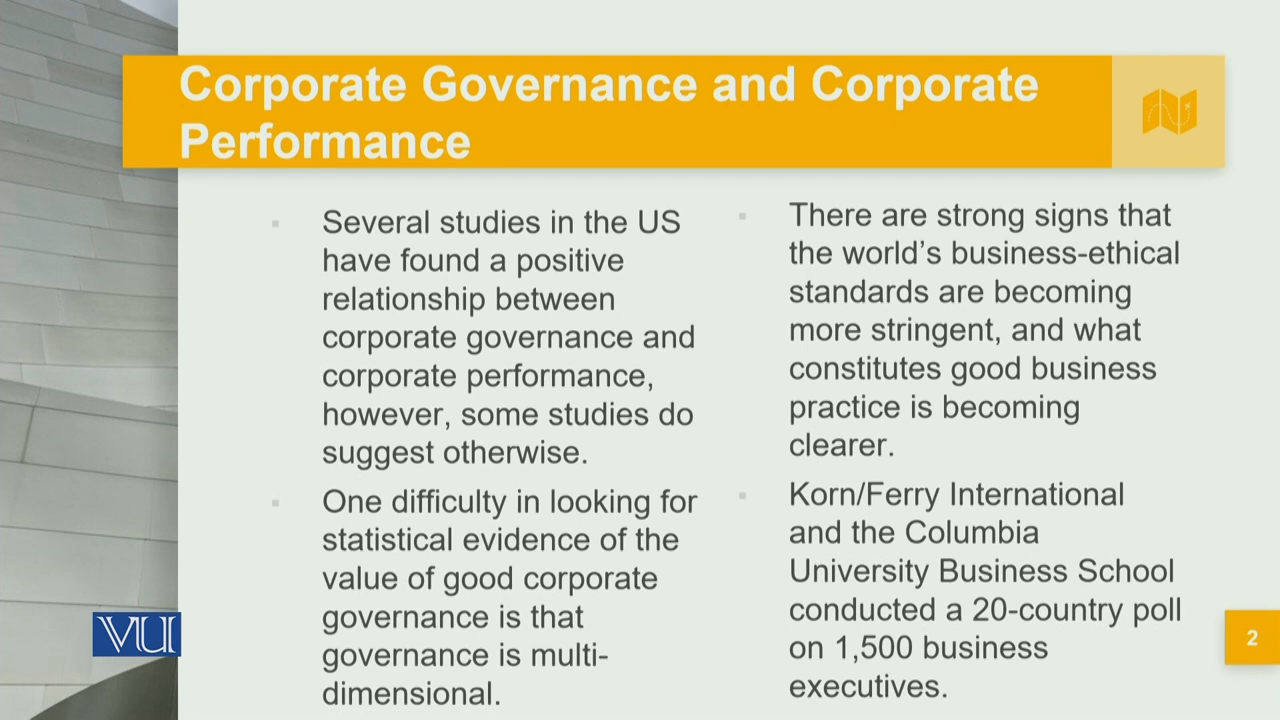 Corporate Governance and Corporate
Performance
Several studies in the US
have found a positive
relationship between
corporate governance and
corporate performance,
however, some studies do
suggest otherwise.
One difficulty in looking for
statistical evidence of the
value of good corporate
governance is that
governance is multi-
dimensional.
There are strong signs that
the world’s business-ethical
standards are becoming
more stringent, and what
constitutes good business
practice is becoming
clearer.
Korn/Ferry International
and the Columbia
University Business School
conducted a 20-country poll
on 1,500 business
executives.
VU
2